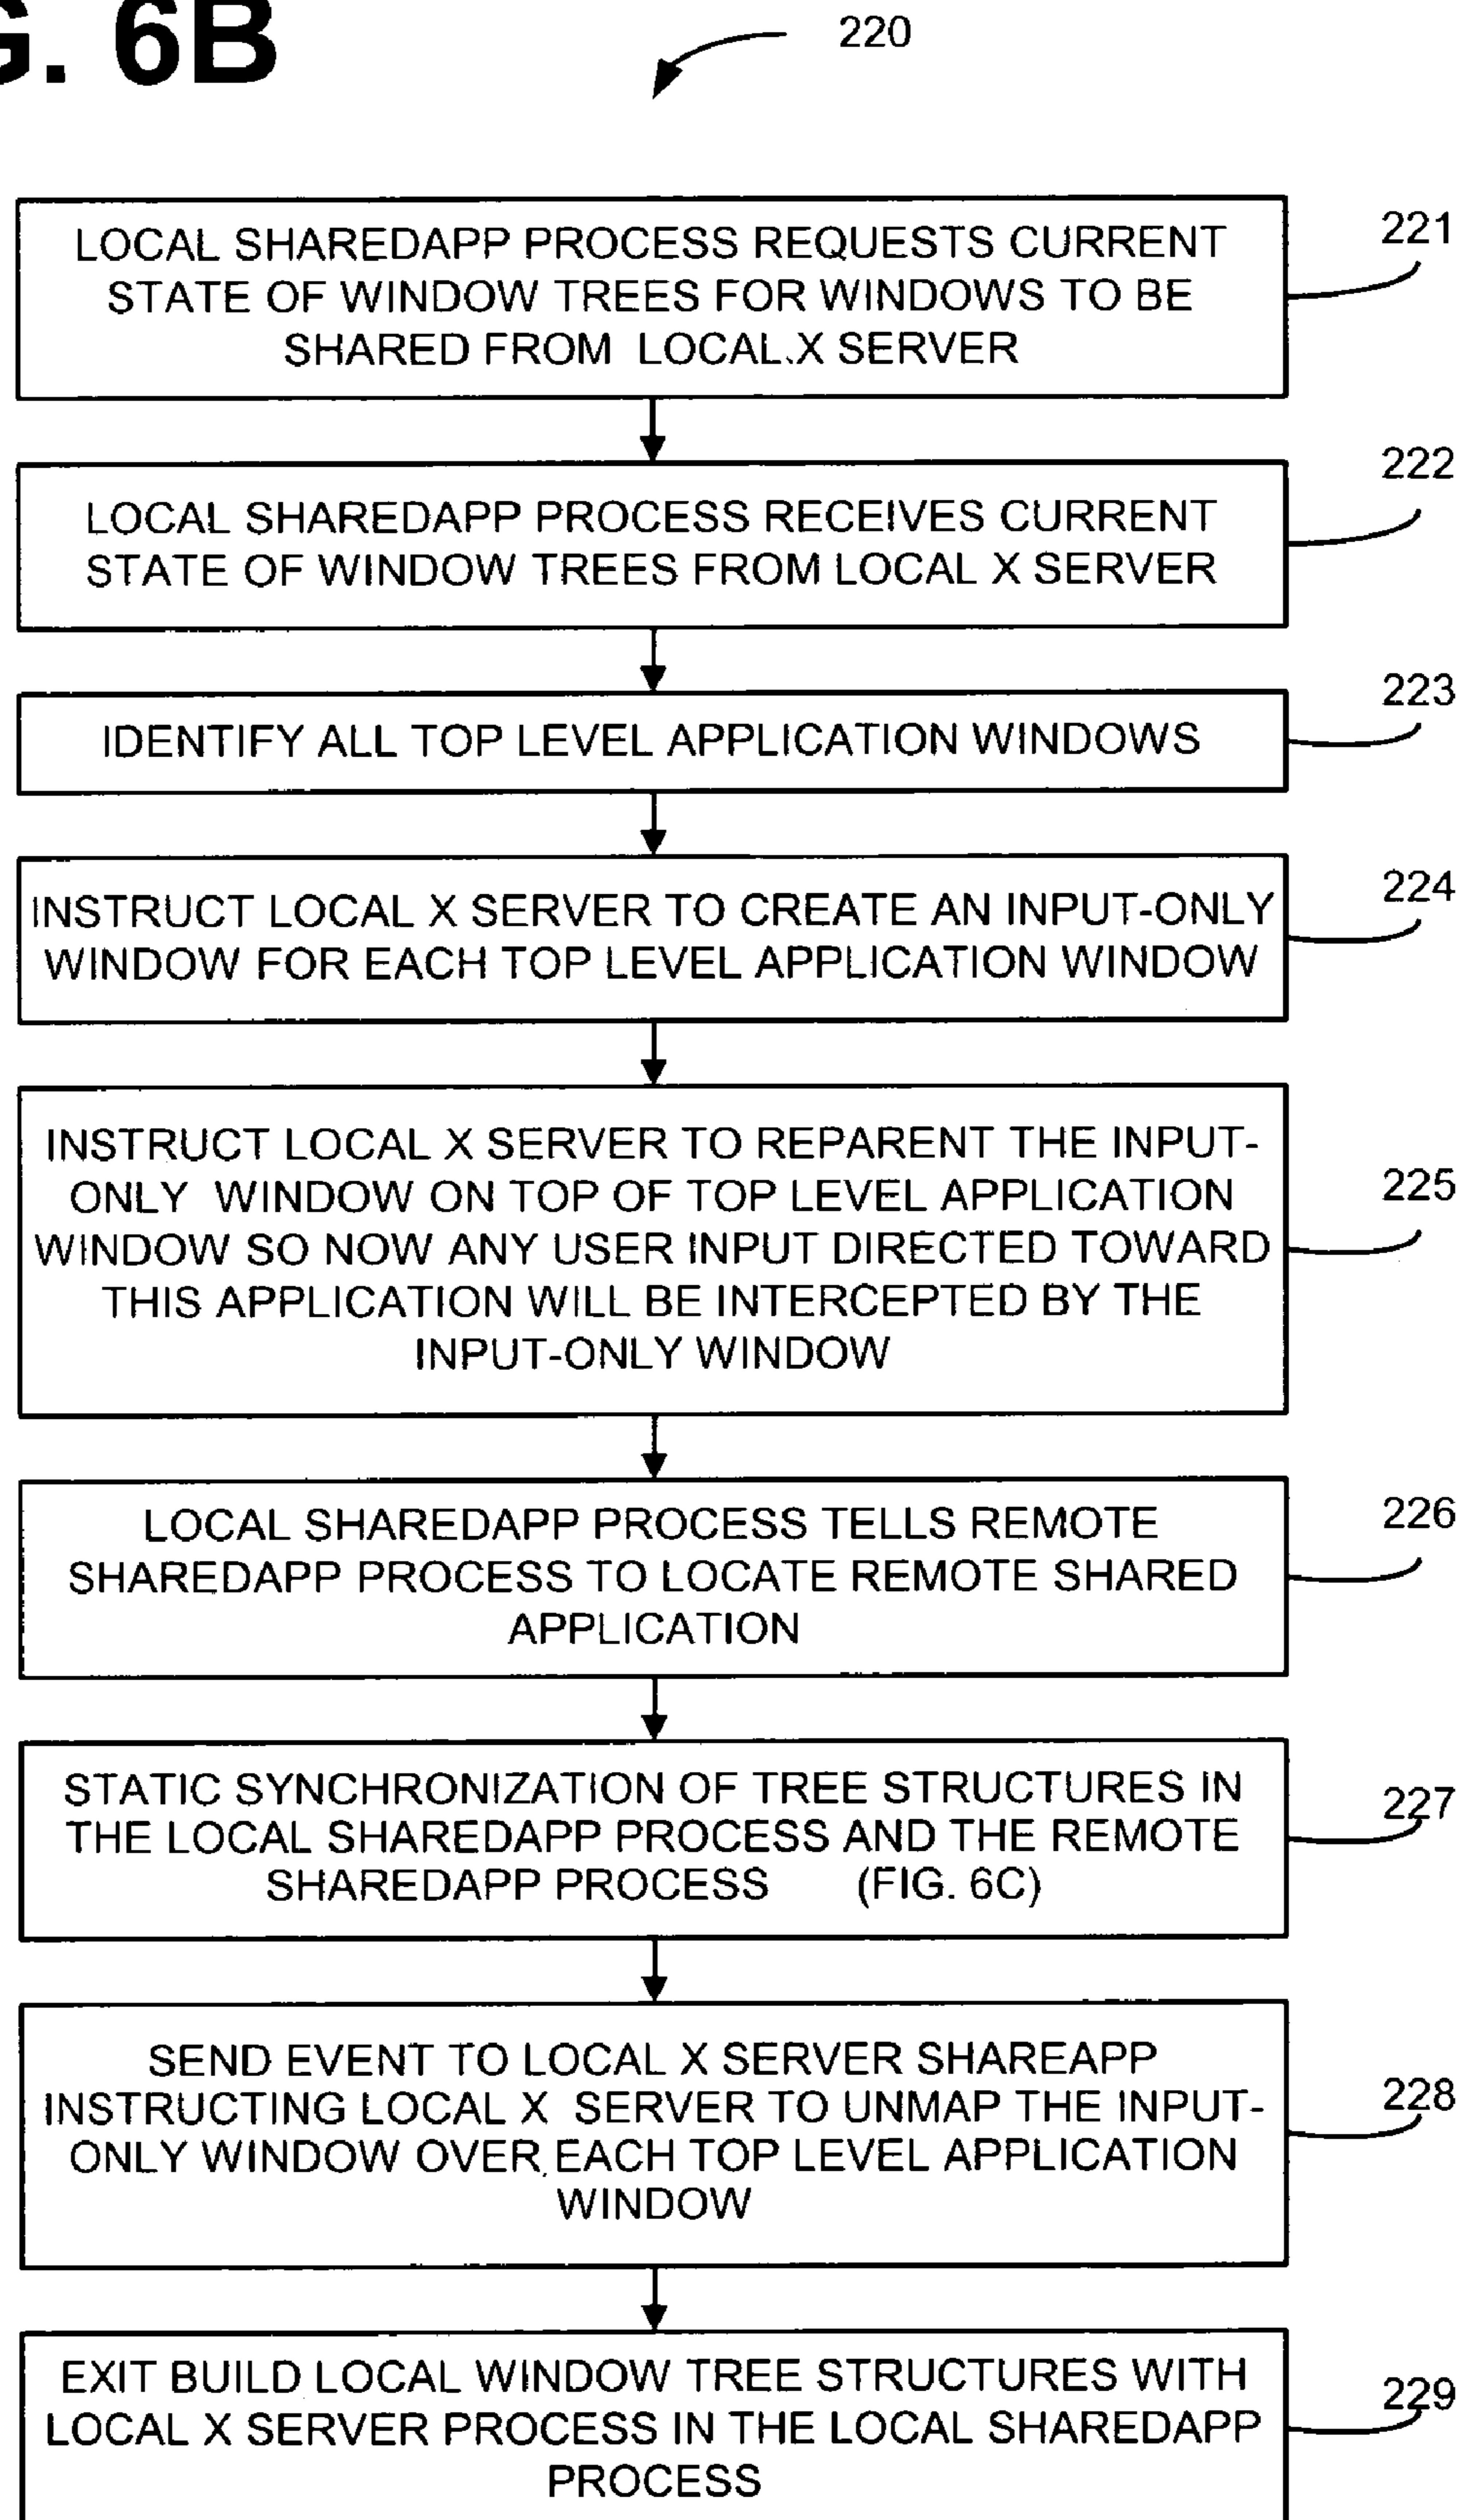 G. 6B
220
LOCAL SHAREDAPP PROCESS REQUESTS CURRENT
STATE OF WINDOW TREES FOR WINDOWS TO BE
SHARED FROM LOCAL X SERVER
221
LOCAL SHAREDAPP PROCESS RECEIVES CURRENT
STATE OF WINDOW TREES FROM LOCAL X SERVER
222
IDENTIFY ALL TOP LEVEL APPLICATION WINDOWS
223
INSTRUCT LOCAL X SERVER TO CREATE AN INPUT-ONLY
WINDOW FOR EACH TOP LEVEL APPLICATION WINDOW
224
INSTRUCT LOCAL X SERVER TO REPARENT THE INPUT-
ONLY WINDOW ON TOP OF TOP LEVEL APPLICATION
WINDOW SO NOW ANY USER INPUT DIRECTED TOWARD
THIS APPLICATION WILL BE INTERCEPTED BY THE
INPUT-ONLY WINDOW
225
LOCAL SHAREDAPP PROCESS TELLS REMOTE
SHAREDAPP PROCESS TO LOCATE REMOTE SHARED
APPLICATION
226
STATIC SYNCHRONIZATION OF TREE STRUCTURES IN
THE LOCAL SHAREDAPP PROCESS AND THE REMOTE
SHAREDAPP PROCESS (FIG. 6C)
227
SEND EVENT TO LOCAL X SERVER SHAREAPP
INSTRUCTING LOCAL X SERVER TO UNMAP THE INPUT-
ONLY WINDOW OVER EACH TOP LEVEL APPLICATION
WINDOW
228
EXIT BUILD LOCAL WINDOW TREE STRUCTURES WITH
LOCAL X SERVER PROCESS IN THE LOCAL SHAREDAPP
PROCESS
229